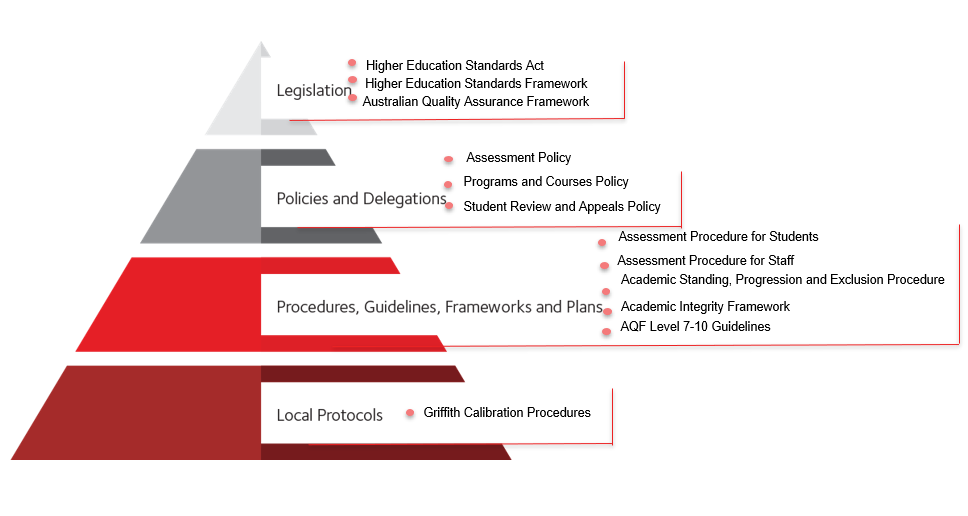 Legislation
Higher Education Standards Act
Higher Education Standards Framework
Australian Quality Assurance Framework
Policies and Delegations
Assessment Policy
Programs and Courses Policy
Student Review and Appeals Policy
Procedures, Guidelines, Frameworks and Plans
Assessment Procedure for Students
Assessment Procedure for Staff
Academic Standing, Progression and Exclusion Procedure
Academic Integrity Framework
AQF Level 7-10 Guidelines
Local Protocols
Griffith Calibration Procedures